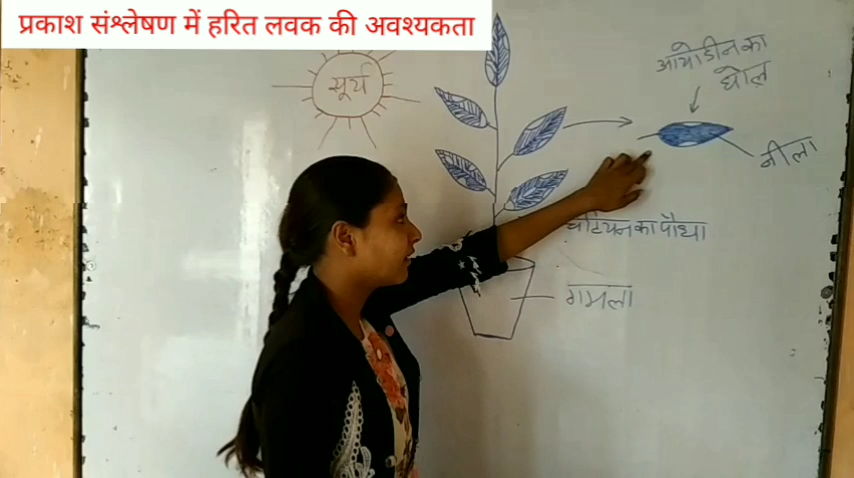 प्रकाश संश्लेषण में हरित लवक की अवश्यकता
सूर्य
आयोडीन का
घोल
नीला
का पौधा
गमला